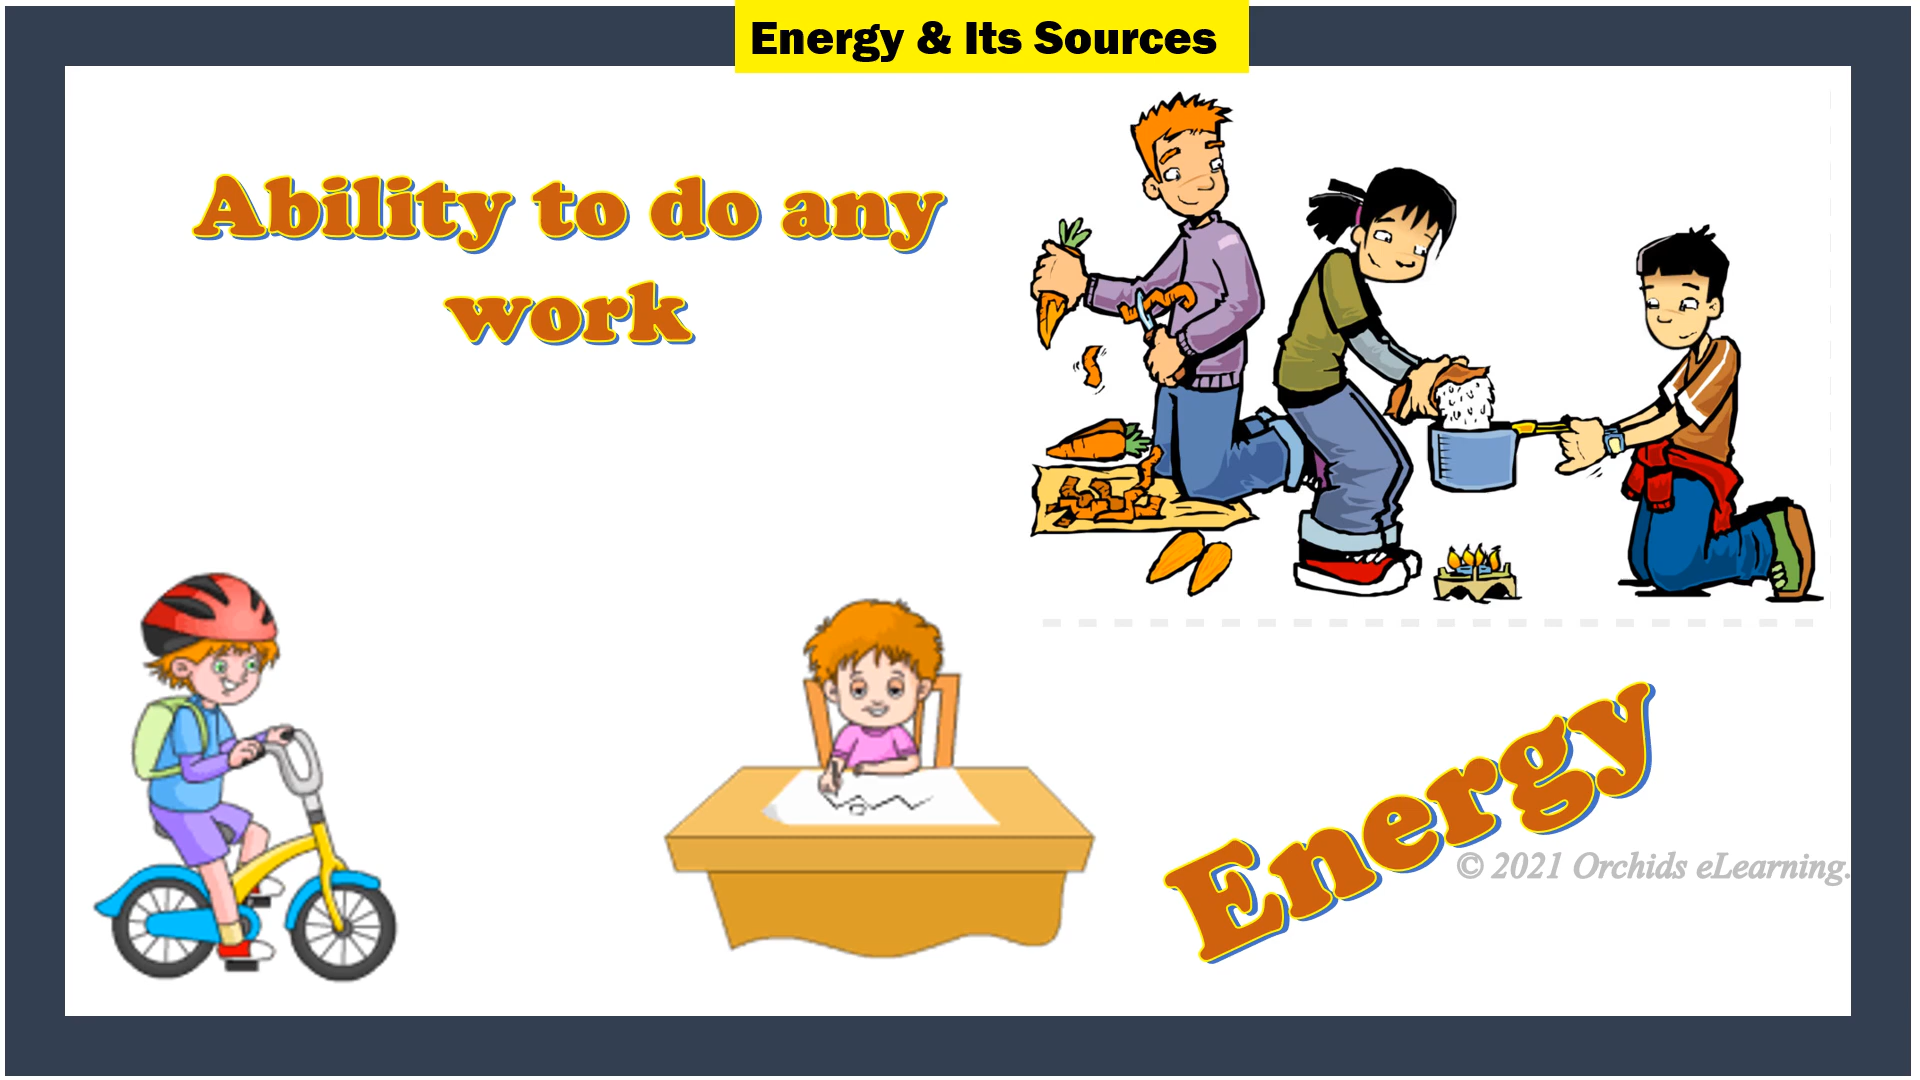 Energy & Its Sources
Ability to do any
work
Energy
© 2021 Orchids eLearning.